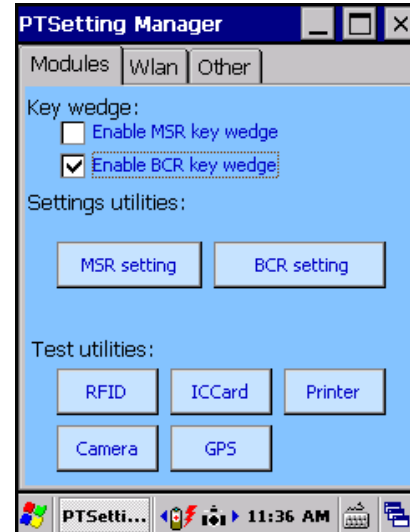 PTSetting Manager
Modules Wlan Other
Key wedge:
Enable MSR key wedge
Enable BCR key wedge
Settings utilities:
MSR setting BCR setting
Test utilities:
RFID ICCard Printer
Camera GPS
PTSetti... 11:36 AM